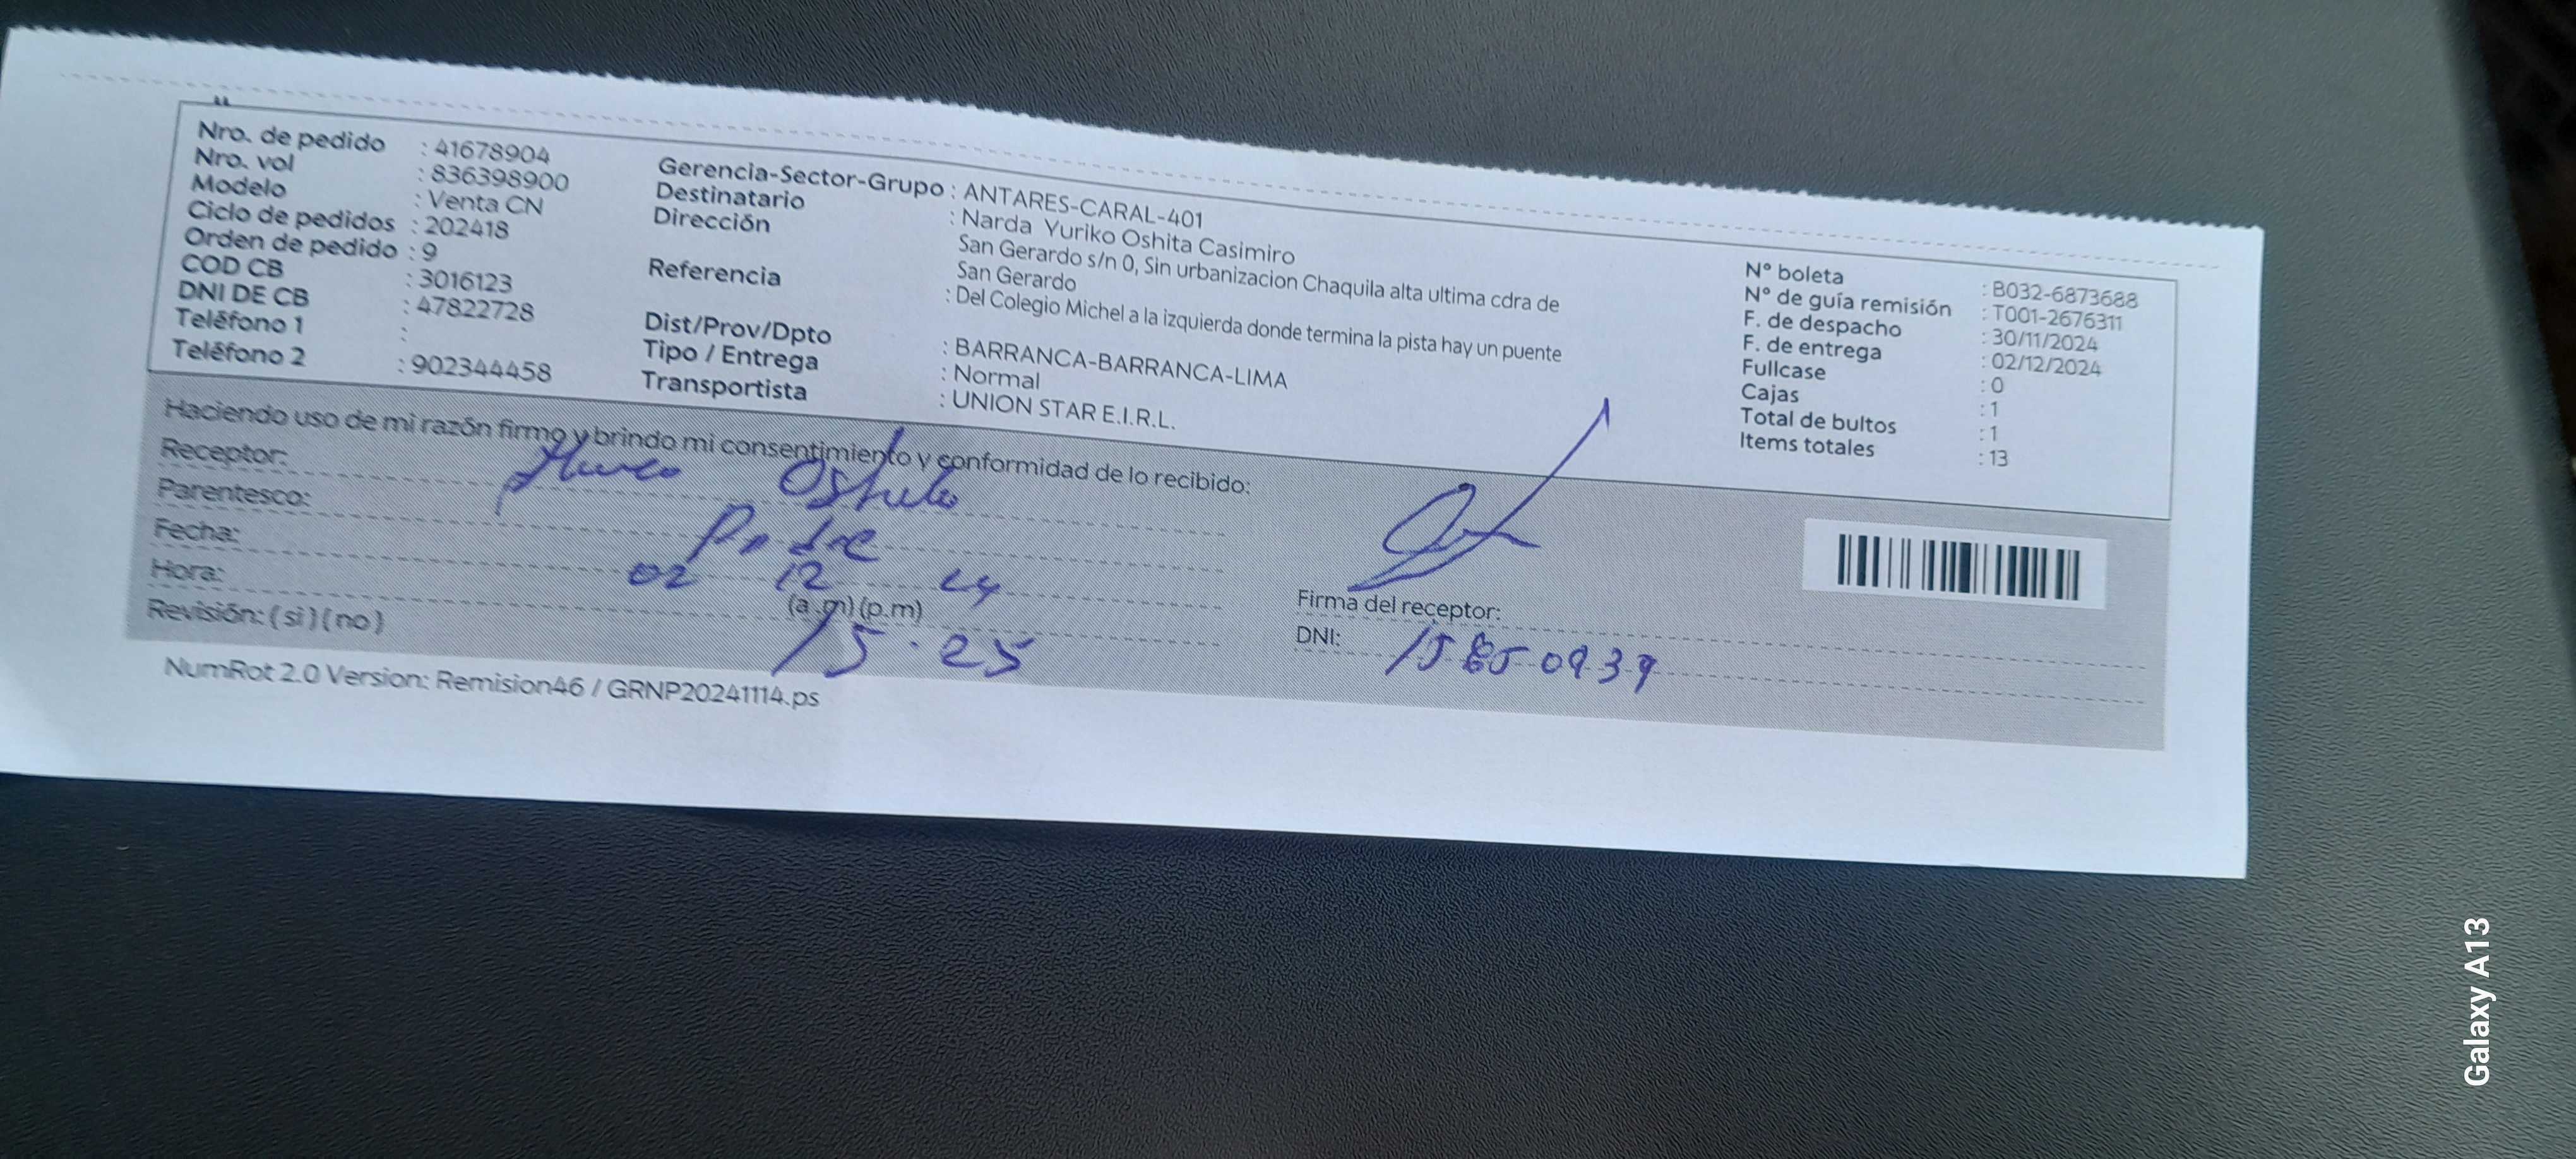 Nro. de pedido : 41678904
Nro. vol : 836398900
Modelo : Venta CN
Ciclo de pedidos : 202418
Orden de pedido : 9
COD CB : 3016123
DNI DE CB : 47822728
Teléfono 1 :
Teléfono 2 : 902344458
Gerencia-Sector-Grupo : ANTARES-CARAL-401
Destinatario : Narda Yuriko Oshita Casimiro
Dirección San Gerardo s/n 0, Sin urbanizacion Chaquila alta ultima cdra de
San Gerardo
Referencia : Del Colegio Michel a la izquierda donde termina la pista hay un puente
Dist/Prov/Dpto : BARRANCA-BARRANCA-LIMA
Tipo / Entrega : Normal
Transportista : UNION STAR E.I.R.L.
N° boleta : B032-6873688
N° de guía remisión : T001-2676311
F. de despacho : 30/11/2024
F. de entrega : 02/12/2024
Fullcase : 0
Cajas : 1
Total de bultos : 1
Items totales : 13
Haciendo uso de mi razón firmo y brindo mi consentimiento y conformidad de lo recibido:
Receptor:
Parentesco: Padre
Fecha: 02 12 24
Hora: (a.m) (p.m)
15.25
Revisión: ( si ) ( no )
Firma del receptor:
DNI: 15850939
NumRot 2.0 Version: Remision46 / GRNP20241114.ps
Galaxy A13